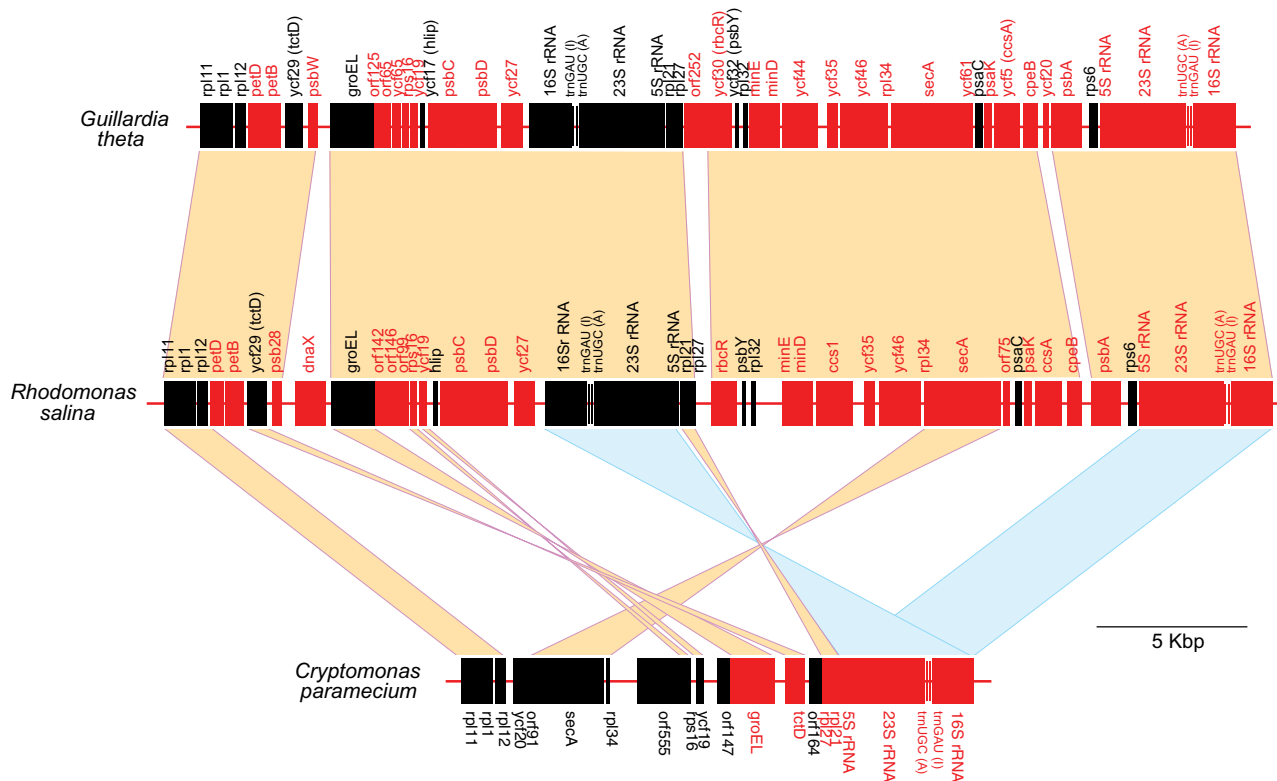 Guillardia
theta
rpl11
rpl1
rpl12
petD
petB
ycf29 (tctD)
psbW
groEL
orf125
orf65
ycf65
rps16
ycf19
ycf17 (hlip)
psbC
psbD
ycf27
16S rRNA
trnGAU (I)
trnUGC (A)
23S rRNA
5S rRNA
rpl21
rpl27
orf252
ycf30 (rbcR)
ycf32 (psbY)
rpl32
minE
minD
ycf44
ycf35
ycf46
rpl34
secA
ycf61
psaC
psaK
ycf5 (ccsA)
cpeB
ycf20
psbA
rps6
5S rRNA
23S rRNA
trnUGC (A)
trnGAU (I)
16S rRNA
Rhodomonas
salina
rpl11
rpl1
rpl12
petD
petB
ycf29 (tctD)
psb28
dnaX
groEL
orf142
orf146
orf99
rps16
ycf19
hlip
psbC
psbD
ycf27
16Sr RNA
trnGAU (I)
trnUGC (A)
23S rRNA
5S rRNA
rpl21
rpl27
rbcR
psbY
rpl32
minE
minD
ccs1
ycf35
ycf46
rpl34
secA
orf75
psaC
psaK
ccsA
cpeB
psbA
rps6
5S rRNA
23S rRNA
trnUGC (A)
trnGAU (I)
16S rRNA
5 Kbp
Cryptomonas
paramecium
rpl11
rpl1
rpl12
ycf20
orf91
secA
rpl34
orf555
rps16
ycf19
orf147
groEL
tctD
orf164
rpl27
rpl21
5S rRNA
23S rRNA
trnUGC (A)
trnGAU (I)
16S rRNA